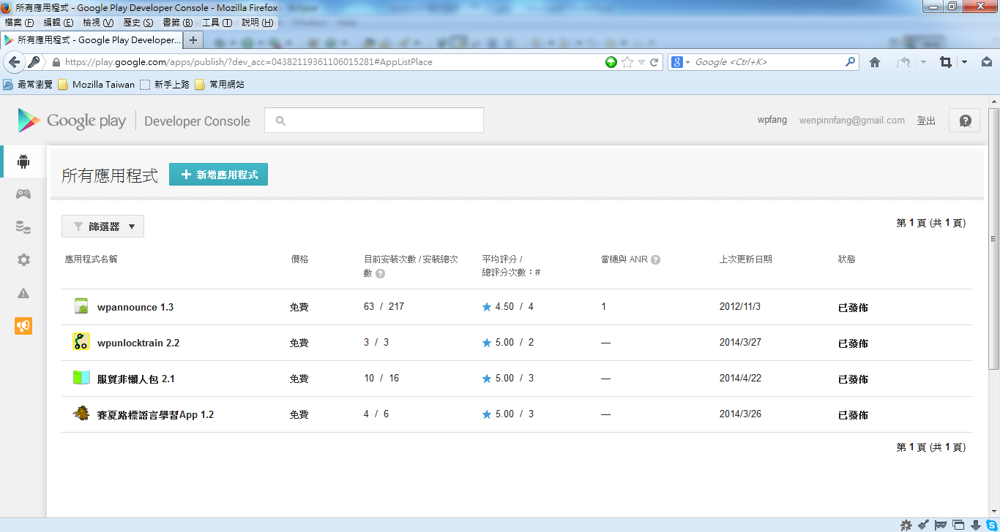 所有應用程式 - Google Play Developer Console - Mozilla Firefox
檔案 (F) 編輯 (E) 檢視 (V) 歷史 (S) 書籤 (B) 工具 (T) 說明 (H)
所有應用程式 - Google Play Developer...
https://play.google.com/apps/publish/?dev_acc=04382119361106015281#AppListPlace
Google <Ctrl+K>
最常瀏覽 Mozilla Taiwan 新手上路 常用網站
Google play Developer Console
wpfang wenpinnfang@gmail.com 登出
所有應用程式 新增應用程式
篩選器
第 1 頁 (共 1 頁)
應用程式名稱 價格 目前安裝次數 / 安裝總次數 平均評分 / 總評分次數：# 當機與 ANR 上次更新日期 狀態
wpannounce 1.3 免費 63 / 217 4.50 / 4 1 2012/11/3 已發佈
wpunlocktrain 2.2 免費 3 / 3 5.00 / 2 — 2014/3/27 已發佈
服貿非懶人包 2.1 免費 10 / 16 5.00 / 3 — 2014/4/22 已發佈
賽夏路標語言學習App 1.2 免費 4 / 6 5.00 / 3 — 2014/3/26 已發佈
第 1 頁 (共 1 頁)